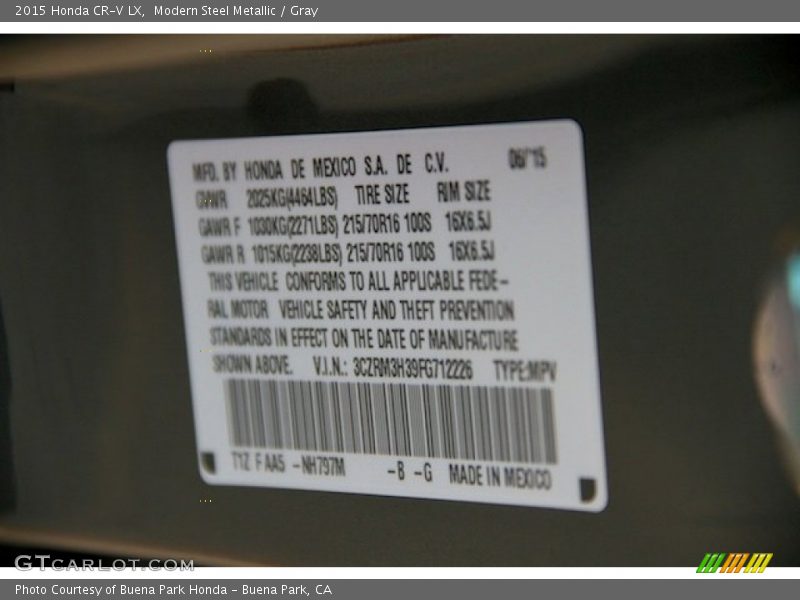 2015 Honda CR-V LX, Modern Steel Metallic / Gray
MFD. BY HONDA DE MEXICO S.A. DE C.V. 06/15
GVWR 2025KG(4464LBS) TIRE SIZE RIM SIZE
GAWR F 1030KG(2271LBS) 215/70R16 100S 16X6.5J
GAWR R 1015KG(2238LBS) 215/70R16 100S 16X6.5J
THIS VEHICLE CONFORMS TO ALL APPLICABLE FEDE-
RAL MOTOR VEHICLE SAFETY AND THEFT PREVENTION
STANDARDS IN EFFECT ON THE DATE OF MANUFACTURE
SHOWN ABOVE. V.I.N.: 3CZRM3H39FG712226 TYPE:MPV
T1Z F AA5 -NH797M -B -G MADE IN MEXICO
GTCARLOT.COM
Photo Courtesy of Buena Park Honda - Buena Park, CA